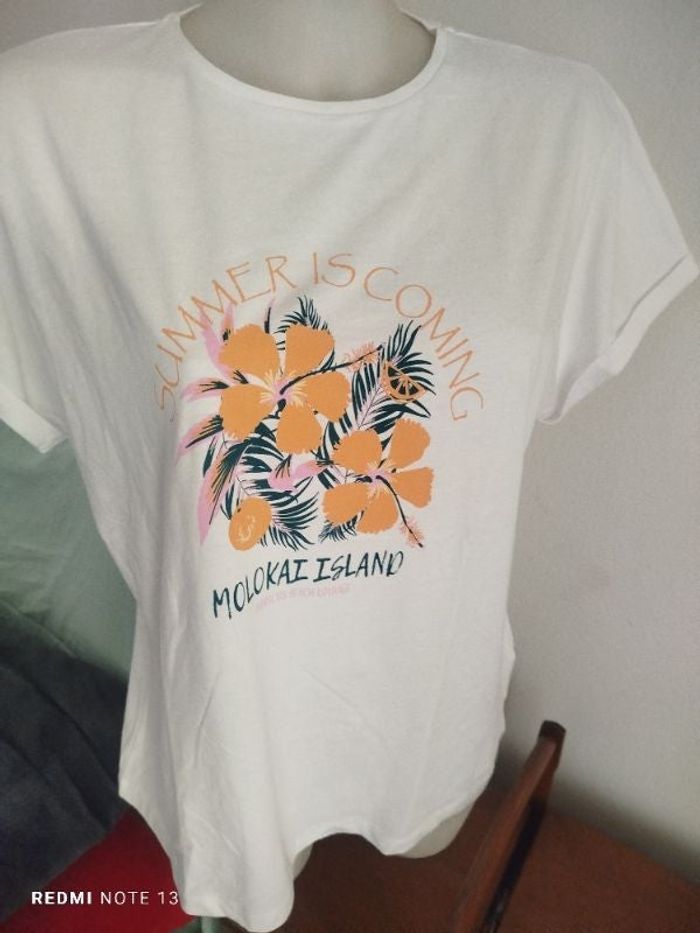 SUMMER IS COMING
MOLOKAI ISLAND
REDMI NOTE 13